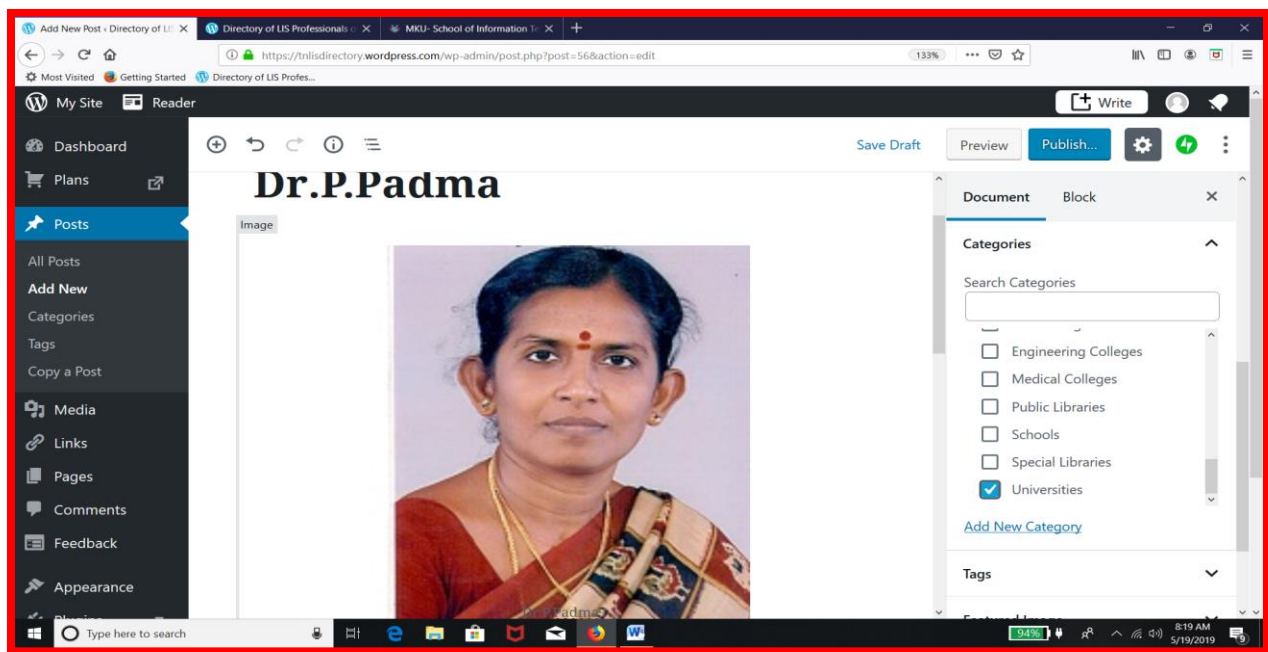 Add New Post ‹ Directory of LI
Directory of LIS Professionals o
MKU- School of Information Te
https://tnlisdirectory.wordpress.com/wp-admin/post.php?post=56&action=edit
133%
Most Visited
Getting Started
Directory of LIS Profes...
My Site
Reader
Write
Dashboard
Plans
Posts
All Posts
Add New
Categories
Tags
Copy a Post
Media
Links
Pages
Comments
Feedback
Appearance
Save Draft
Preview
Publish...
Dr.P.Padma
Image
Dr.P.Padma
Document
Block
Categories
Search Categories
Engineering Colleges
Medical Colleges
Public Libraries
Schools
Special Libraries
Universities
Add New Category
Tags
Type here to search
94%
8:19 AM
5/19/2019